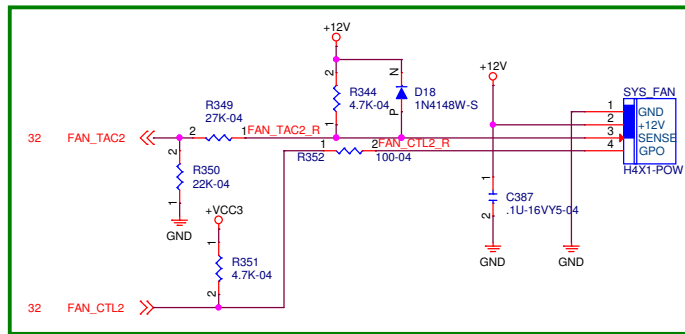 +12V
+12V
SYS_FAN
2
N
R344
4.7K-04
1
D18
1N4148W-S
P
1
GND
2
+12V
3
SENSE
4
GPO
H4X1-POW
R349
27K-04
32
FAN_TAC2
2
1
FAN_TAC2_R
1
R352
2
FAN_CTL2_R
100-04
2
R350
22K-04
1
GND
+VCC3
1
R351
4.7K-04
2
1
C387
.1U-16VY5-04
2
GND
GND
32
FAN_CTL2